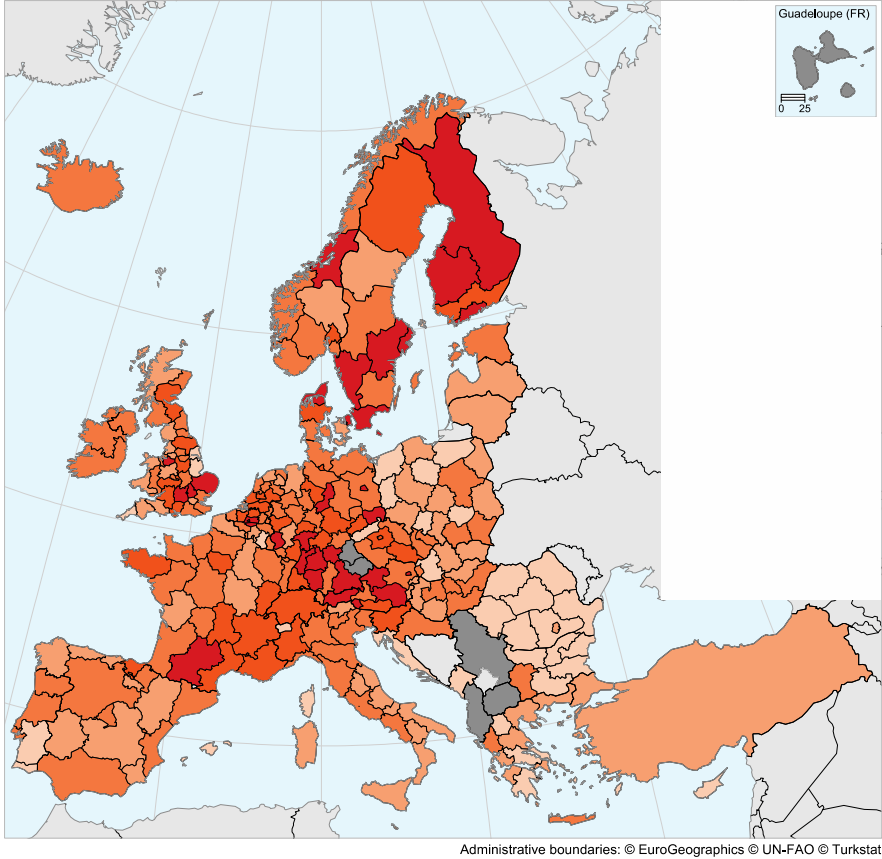 Guadeloupe (FR)
0 25
Administrative boundaries: © EuroGeographics © UN-FAO © Turkstat